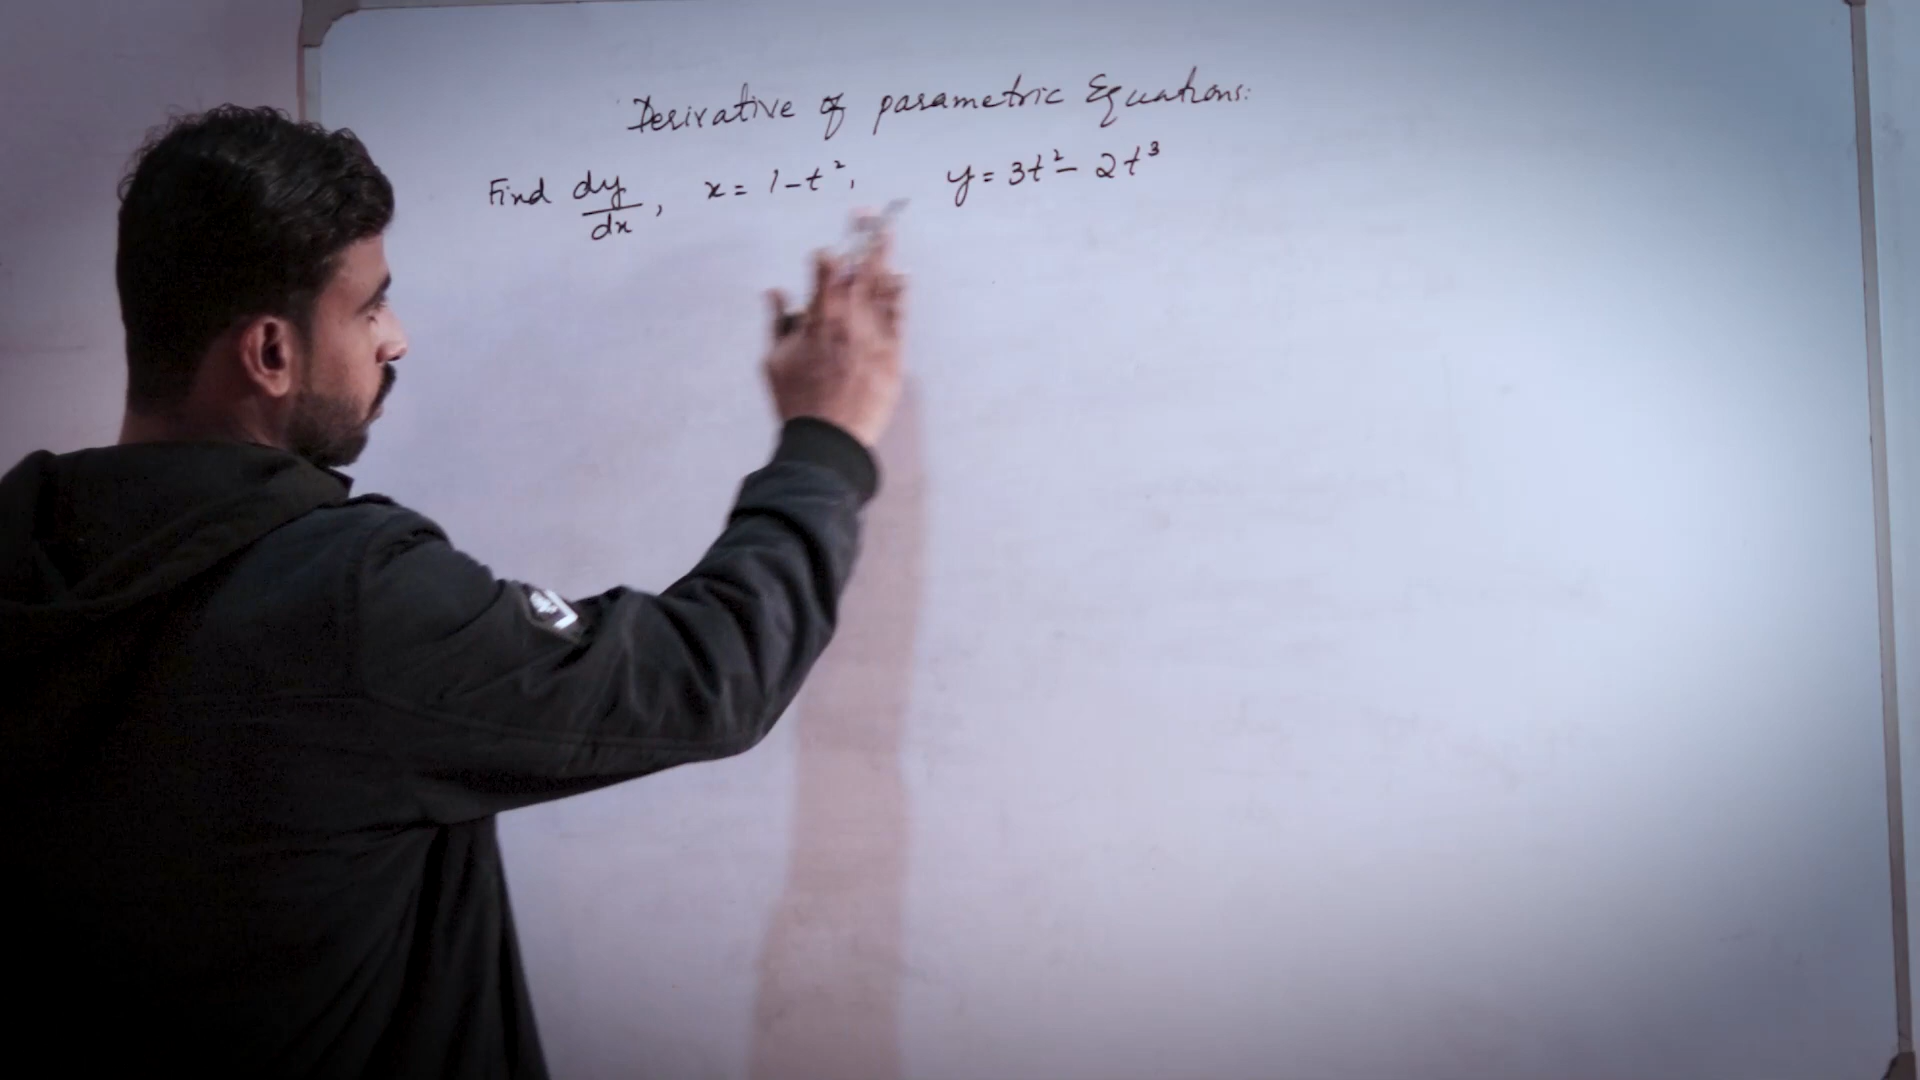 Derivative of parametric Equations:
Find dy/dx, x = 1-t², y = 3t² - 2t³